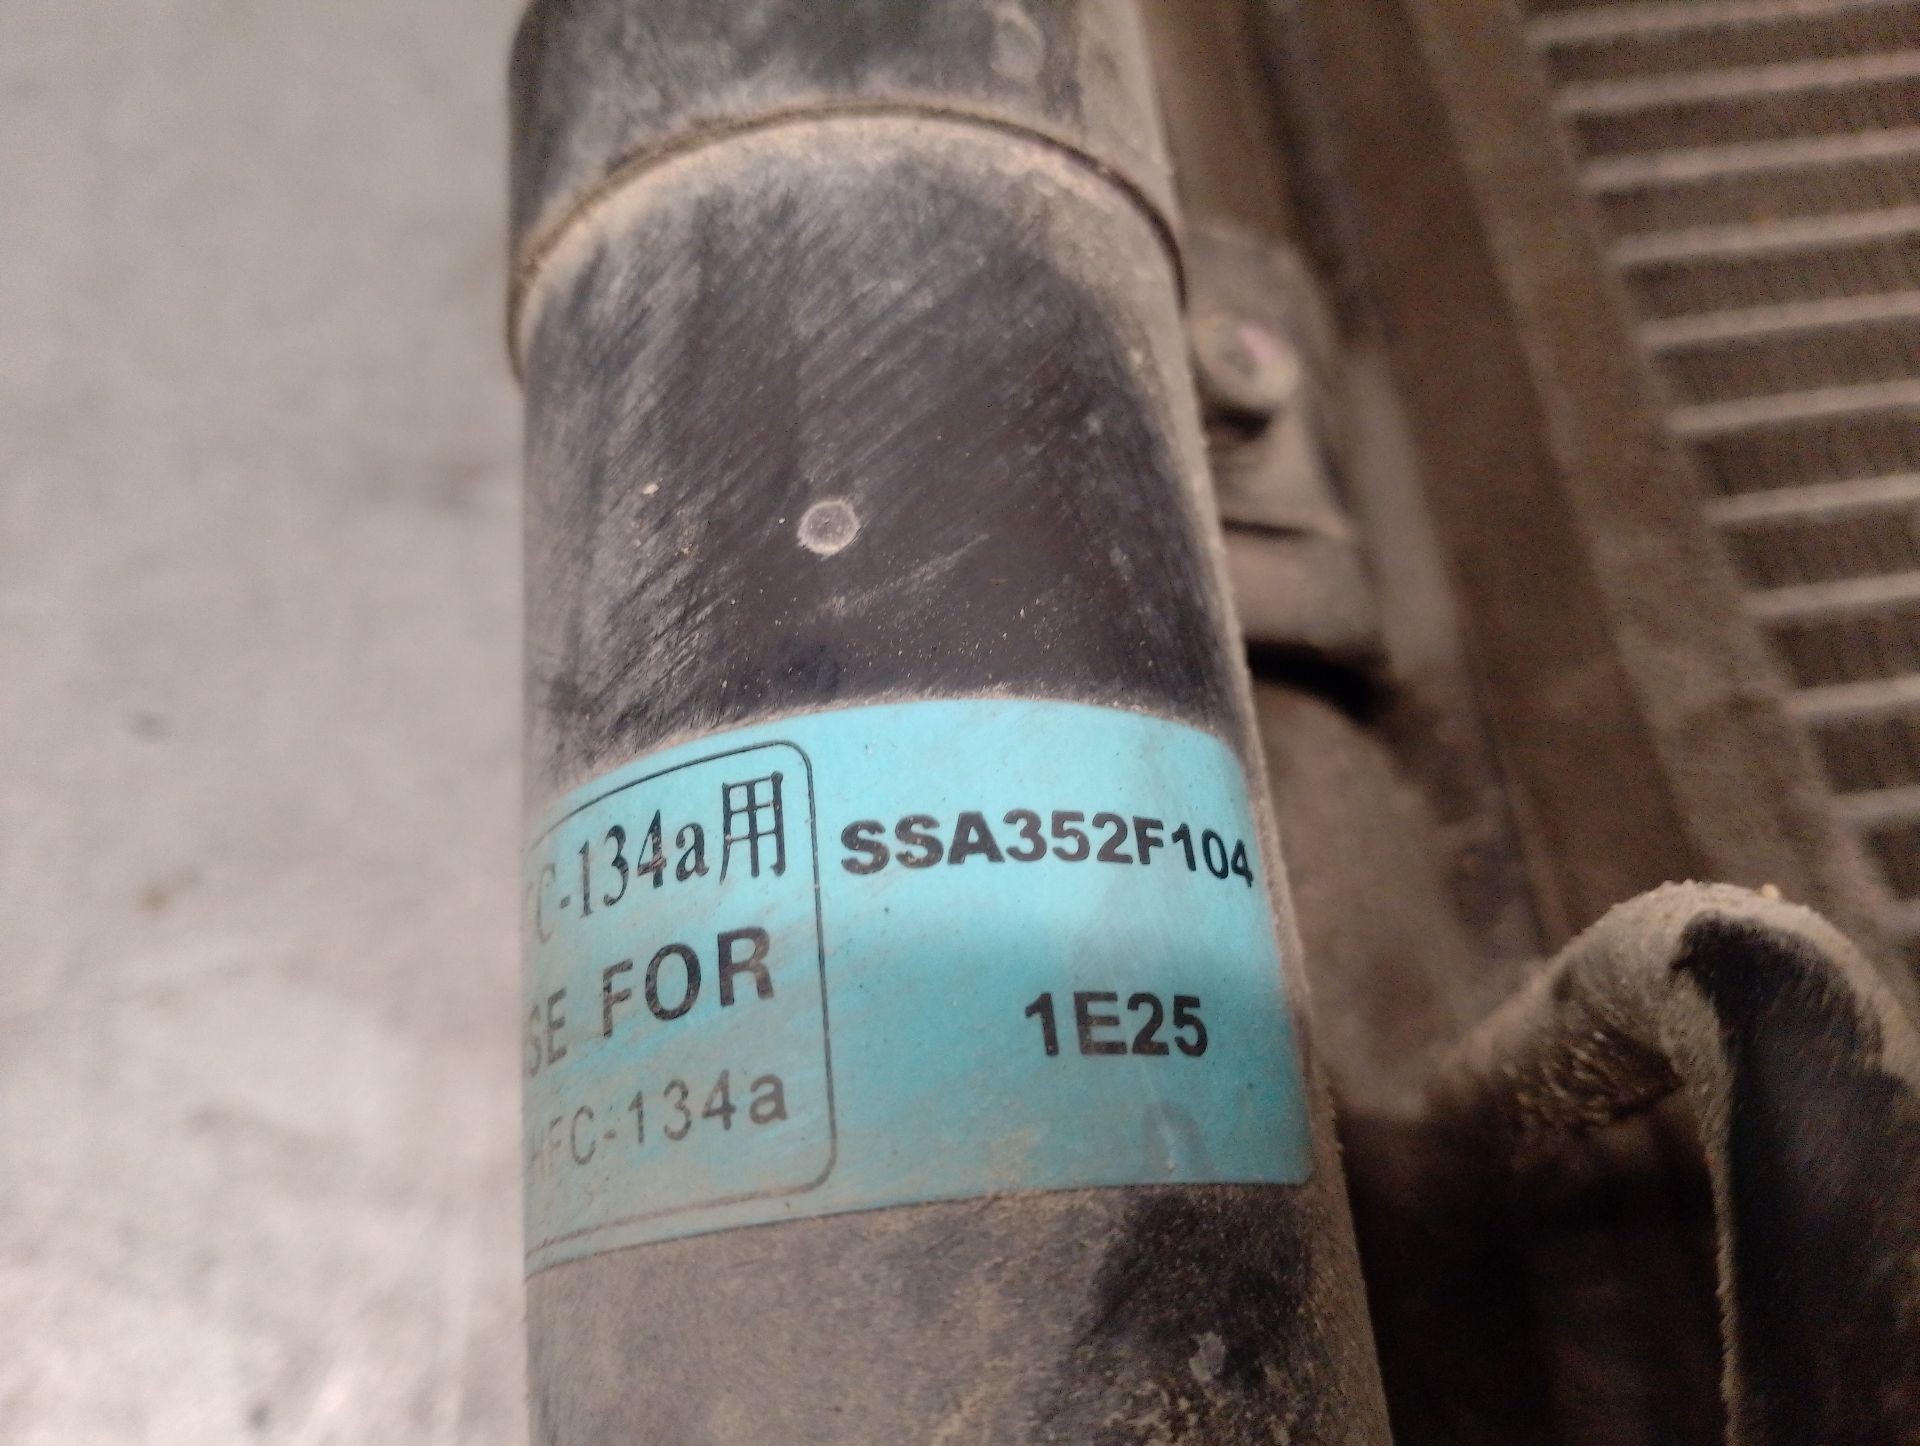 C-134a用
SE FOR
HFC-134a
SSA352F104
1E25